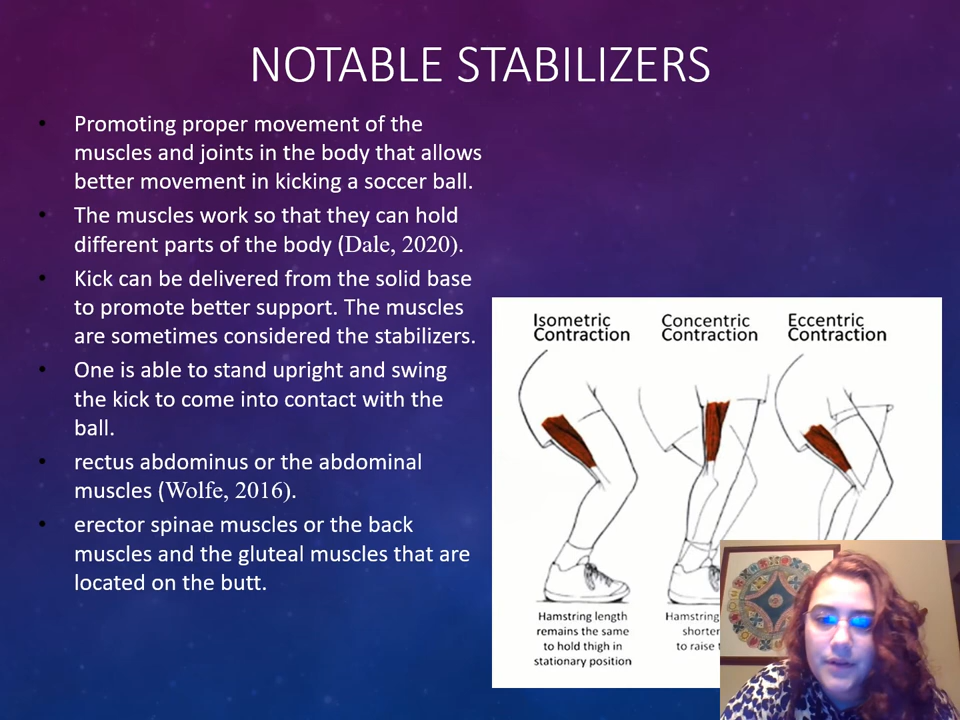 NOTABLE STABILIZERS
• Promoting proper movement of the
muscles and joints in the body that allows
better movement in kicking a soccer ball.
• The muscles work so that they can hold
different parts of the body (Dale, 2020).
• Kick can be delivered from the solid base
to promote better support. The muscles
are sometimes considered the stabilizers.
• One is able to stand upright and swing
the kick to come into contact with the
ball.
• rectus abdominus or the abdominal
muscles (Wolfe, 2016).
• erector spinae muscles or the back
muscles and the gluteal muscles that are
located on the butt.
Isometric
Contraction
Concentric
Contraction
Eccentric
Contraction
Hamstring length
remains the same
to hold thigh in
stationary position
Hamstring
to raise